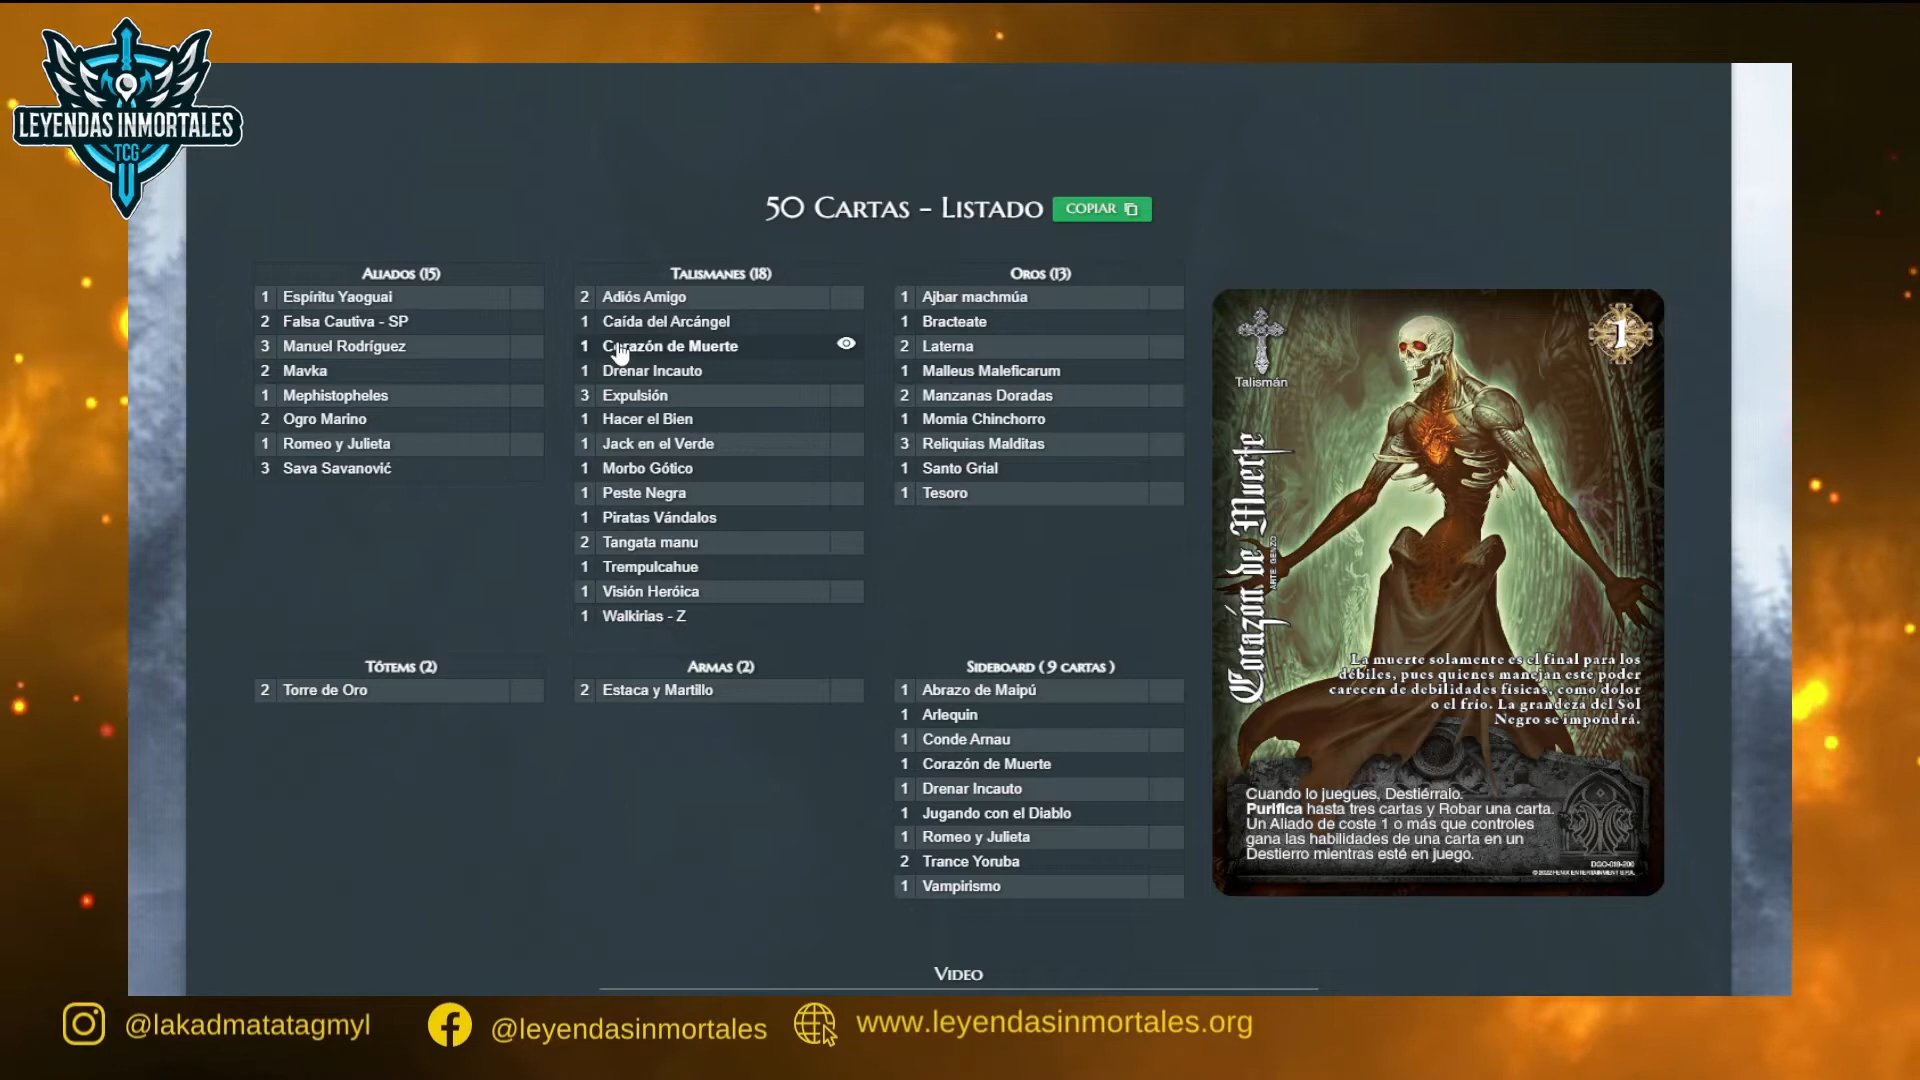 LEYENDAS INMORTALES
TCG
50 Cartas - Listado
COPIAR
Aliados (15)
1 Espíritu Yaoguai
2 Falsa Cautiva - SP
3 Manuel Rodríguez
2 Mavka
1 Mephistopheles
2 Ogro Marino
1 Romeo y Julieta
3 Sava Savanović
Talismanes (18)
2 Adiós Amigo
1 Caída del Arcángel
1 Corazón de Muerte
1 Drenar Incauto
3 Expulsión
1 Hacer el Bien
1 Jack en el Verde
1 Morbo Gótico
1 Peste Negra
1 Piratas Vándalos
2 Tangata manu
1 Trempulcahue
1 Visión Heróica
1 Walkirias - Z
Oros (13)
1 Ajbar machmúa
1 Bracteate
2 Laterna
1 Malleus Maleficarum
2 Manzanas Doradas
1 Momia Chinchorro
3 Reliquias Malditas
1 Santo Grial
1 Tesoro
Tótems (2)
2 Torre de Oro
Armas (2)
2 Estaca y Martillo
Sideboard ( 9 cartas )
1 Abrazo de Maipú
1 Arlequin
1 Conde Arnau
1 Corazón de Muerte
1 Drenar Incauto
1 Jugando con el Diablo
1 Romeo y Julieta
2 Trance Yoruba
1 Vampirismo
Talismán
1
Corazón de Muerte
ARTE: GENZO
La muerte solamente es el final para los
débiles, pues quienes manejan este poder
carecen de debilidades físicas, como dolor
o el frío. La grandeza del Sol
Negro se impondrá.
Cuando lo juegues, Destiérralo.
Purifica hasta tres cartas y Robar una carta.
Un Aliado de coste 1 o más que controles
gana las habilidades de una carta en un
Destierro mientras esté en juego.
DGO-018-200
© 2022 FENIX ENTERTAINMENT S.P.A.
Video
@lakadmatatagmyl
@leyendasinmortales
www.leyendasinmortales.org